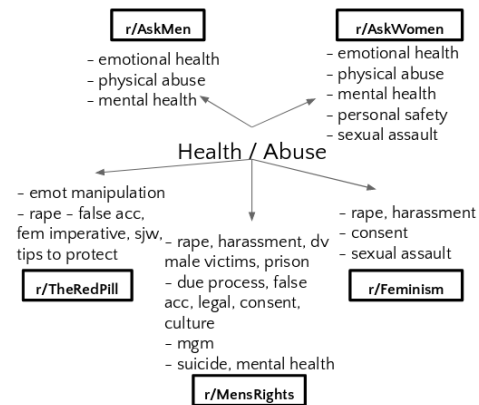 r/AskMen
– emotional health
– physical abuse
– mental health
r/AskWomen
– emotional health
– physical abuse
– mental health
– personal safety
– sexual assault
Health / Abuse
– emot manipulation
– rape – false acc,
fem imperative, sjw,
tips to protect
r/TheRedPill
– rape, harassment, dv
male victims, prison
– due process, false
acc, legal, consent,
culture
– mgm
– suicide, mental health
r/MensRights
– rape, harassment
– consent
– sexual assault
r/Feminism